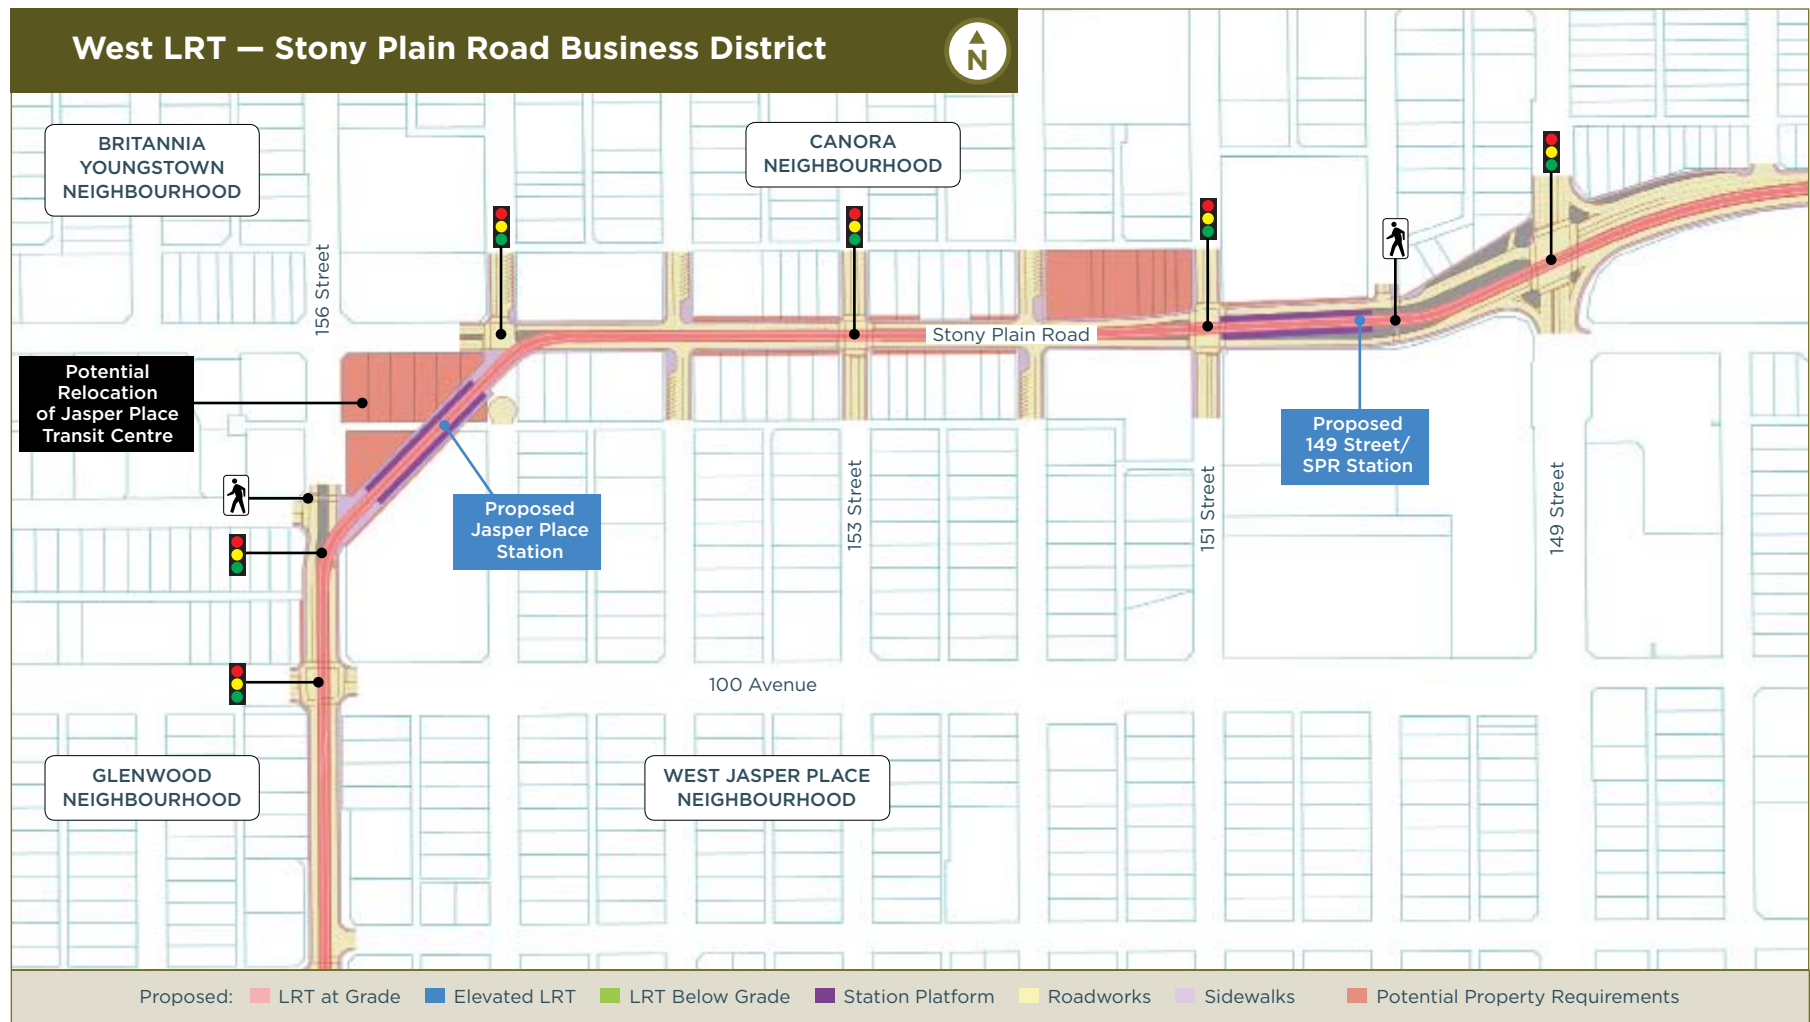 West LRT — Stony Plain Road Business District
N
BRITANNIA
YOUNGSTOWN
NEIGHBOURHOOD
CANORA
NEIGHBOURHOOD
156 Street
Stony Plain Road
Potential
Relocation
of Jasper Place
Transit Centre
Proposed
149 Street/
SPR Station
Proposed
Jasper Place
Station
153 Street
151 Street
149 Street
100 Avenue
GLENWOOD
NEIGHBOURHOOD
WEST JASPER PLACE
NEIGHBOURHOOD
Proposed: LRT at Grade Elevated LRT LRT Below Grade Station Platform Roadworks Sidewalks Potential Property Requirements